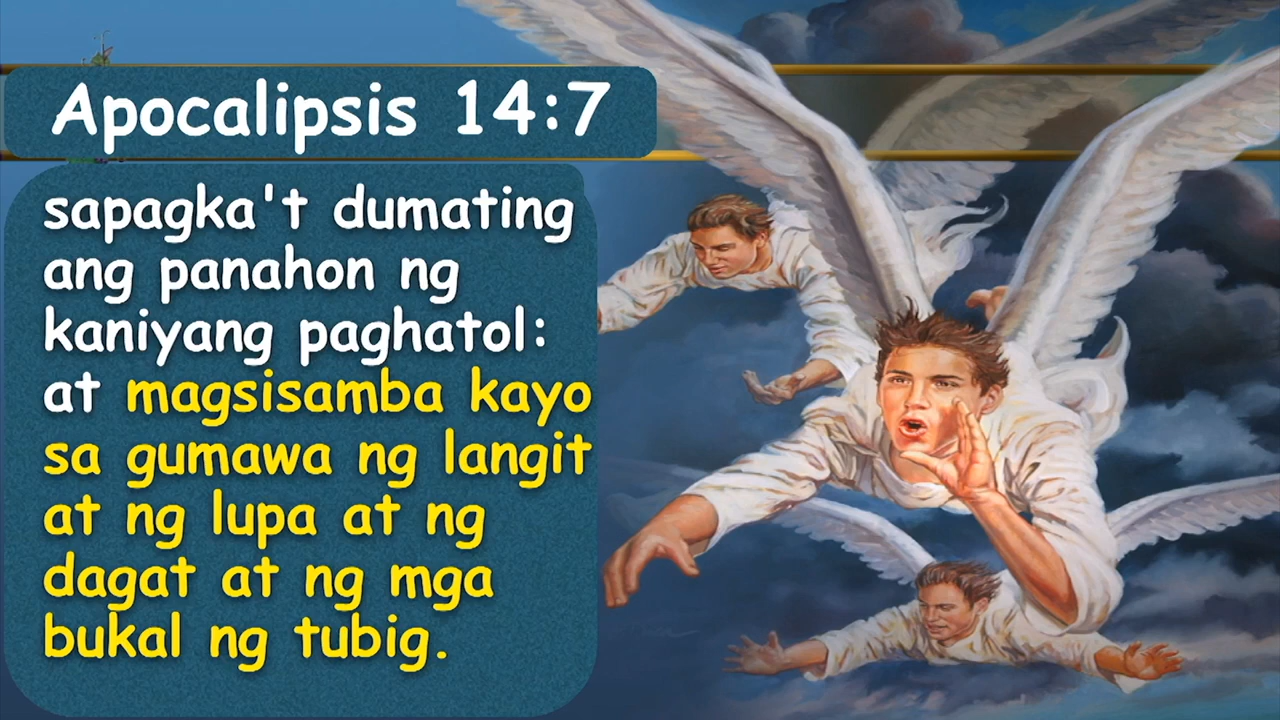 Apocalipsis 14:7
sapagka't dumating
ang panahon ng
kaniyang paghatol:
at magsisamba kayo
sa gumawa ng langit
at ng lupa at ng
dagat at ng mga
bukal ng tubig.